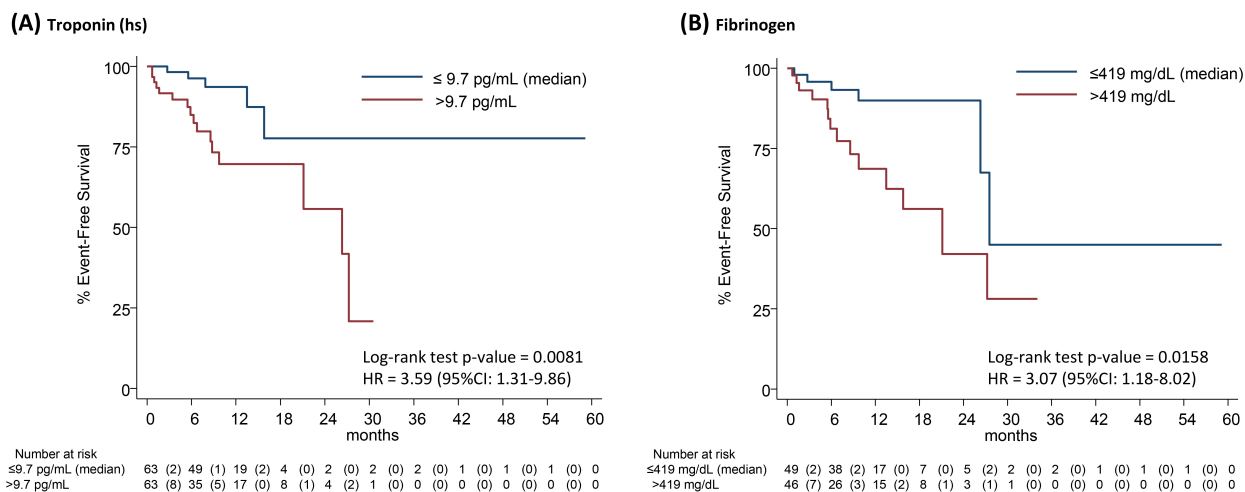 (A) Troponin (hs)
100
75
50
25
0
% Event-Free Survival
≤ 9.7 pg/mL (median)
>9.7 pg/mL
Log-rank test p-value = 0.0081
HR = 3.59 (95%CI: 1.31-9.86)
0 6 12 18 24 30 36 42 48 54 60
months
Number at risk
≤9.7 pg/mL (median) 63 (2) 49 (1) 19 (2) 4 (0) 2 (0) 2 (0) 2 (0) 1 (0) 1 (0) 1 (0) 0
>9.7 pg/mL 63 (8) 35 (5) 17 (0) 8 (1) 4 (2) 1 (0) 0 (0) 0 (0) 0 (0) 0 (0) 0
(B) Fibrinogen
100
75
50
25
0
% Event-Free Survival
≤419 mg/dL (median)
>419 mg/dL
Log-rank test p-value = 0.0158
HR = 3.07 (95%CI: 1.18-8.02)
0 6 12 18 24 30 36 42 48 54 60
months
Number at risk
≤419 mg/dL (median) 49 (2) 38 (2) 17 (0) 7 (0) 5 (2) 2 (0) 2 (0) 1 (0) 1 (0) 1 (0) 0
>419 mg/dL 46 (7) 26 (3) 15 (2) 8 (1) 3 (1) 1 (0) 0 (0) 0 (0) 0 (0) 0 (0) 0